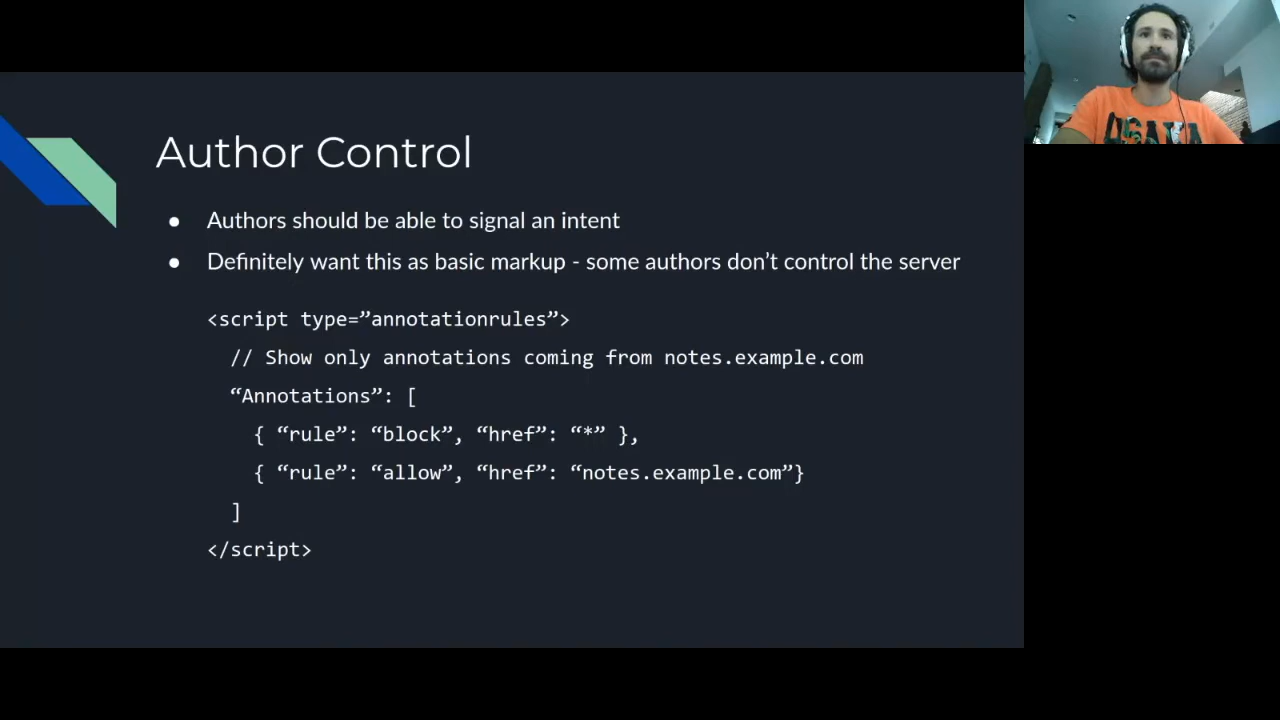 Author Control
● Authors should be able to signal an intent
● Definitely want this as basic markup - some authors don’t control the server
<script type=”annotationrules”>
// Show only annotations coming from notes.example.com
“Annotations”: [
{ “rule”: “block”, “href”: “*” },
{ “rule”: “allow”, “href”: “notes.example.com”}
]
</script>
OSAKA